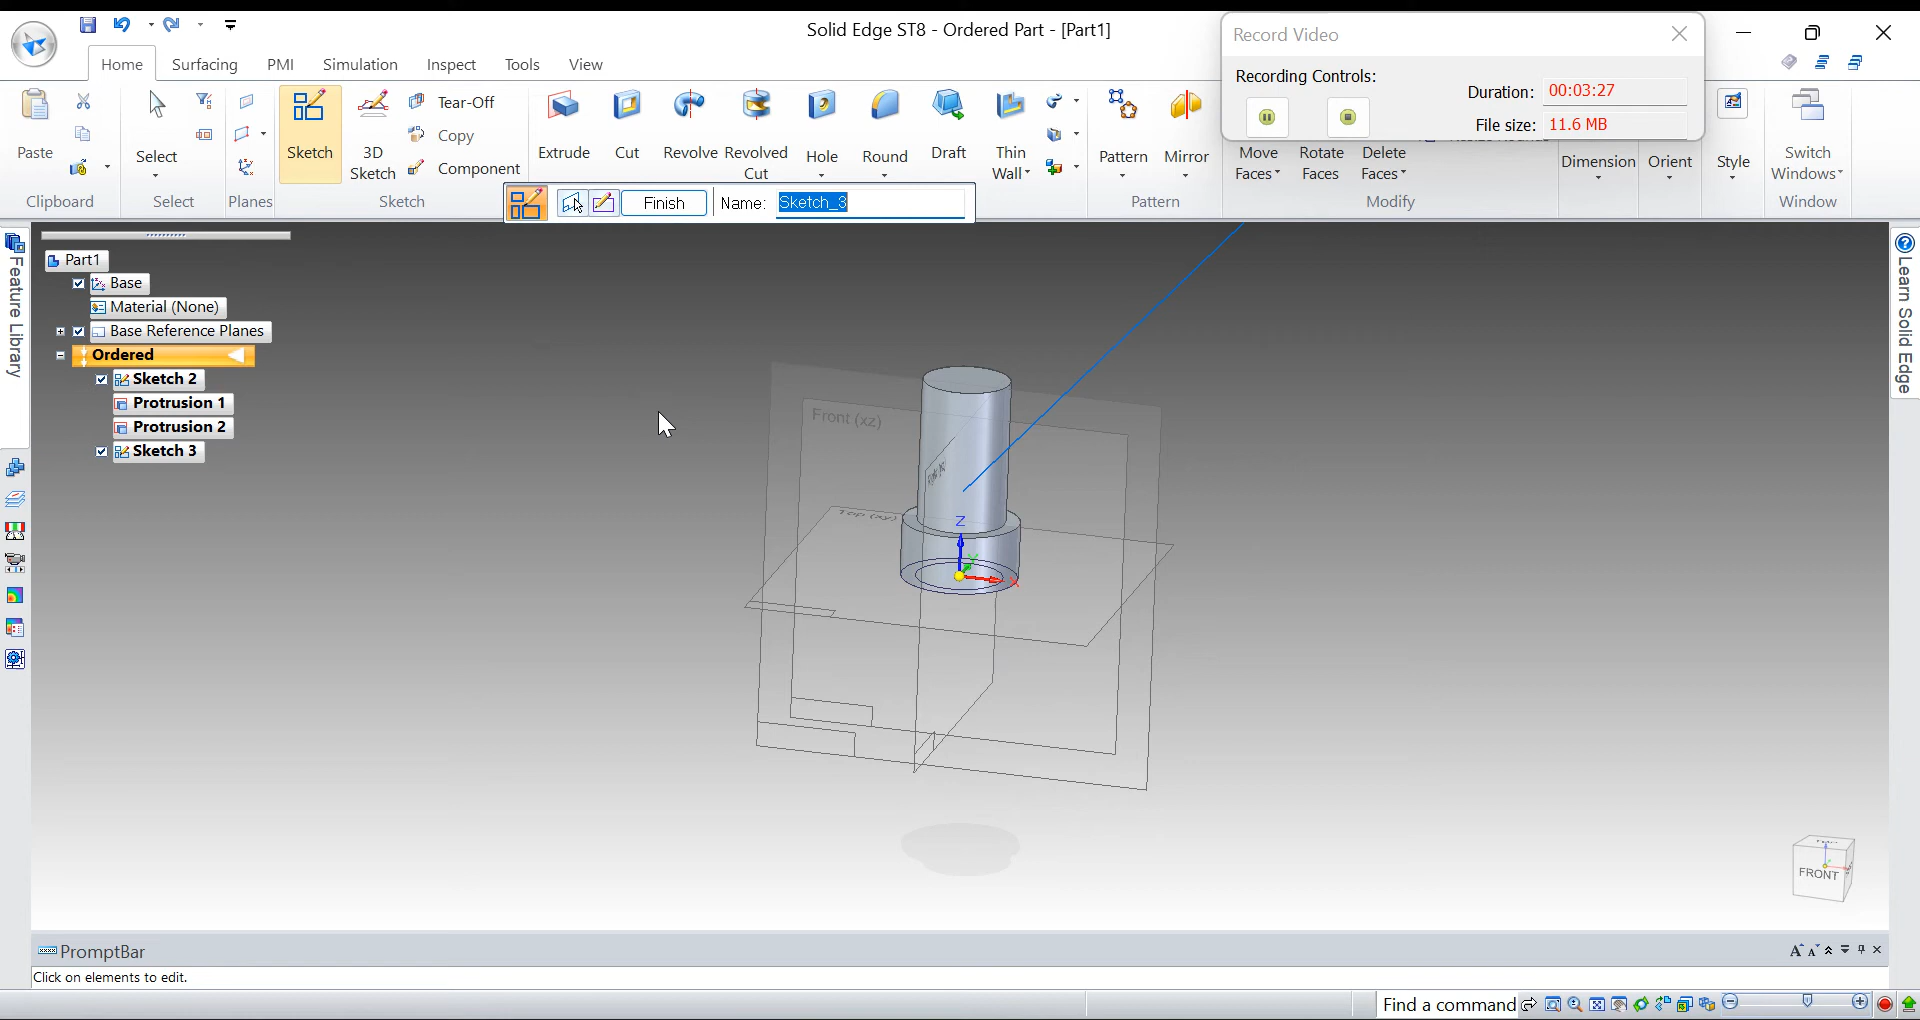 Solid Edge ST8 - Ordered Part - [Part1]
Record Video
Recording Controls:
Duration: 00:03:27
File size: 11.6 MB
Home Surfacing PMI Simulation Inspect Tools View
Paste
Clipboard
Select
Select
Planes
Sketch
3D Sketch
Tear-Off
Copy
Component
Sketch
Extrude
Cut
Revolve
Revolved Cut
Hole
Round
Draft
Thin Wall
Pattern
Mirror
Pattern
Move Faces
Rotate Faces
Delete Faces
Modify
Dimension
Orient
Style
Switch Windows
Window
Finish
Name: Sketch_3
Feature Library
Part1
Base
Material (None)
Base Reference Planes
Ordered
Sketch 2
Protrusion 1
Protrusion 2
Sketch 3
Learn Solid Edge
Front (xz)
Top (xy)
Z
Y
X
FRONT
PromptBar
Click on elements to edit.
Find a command